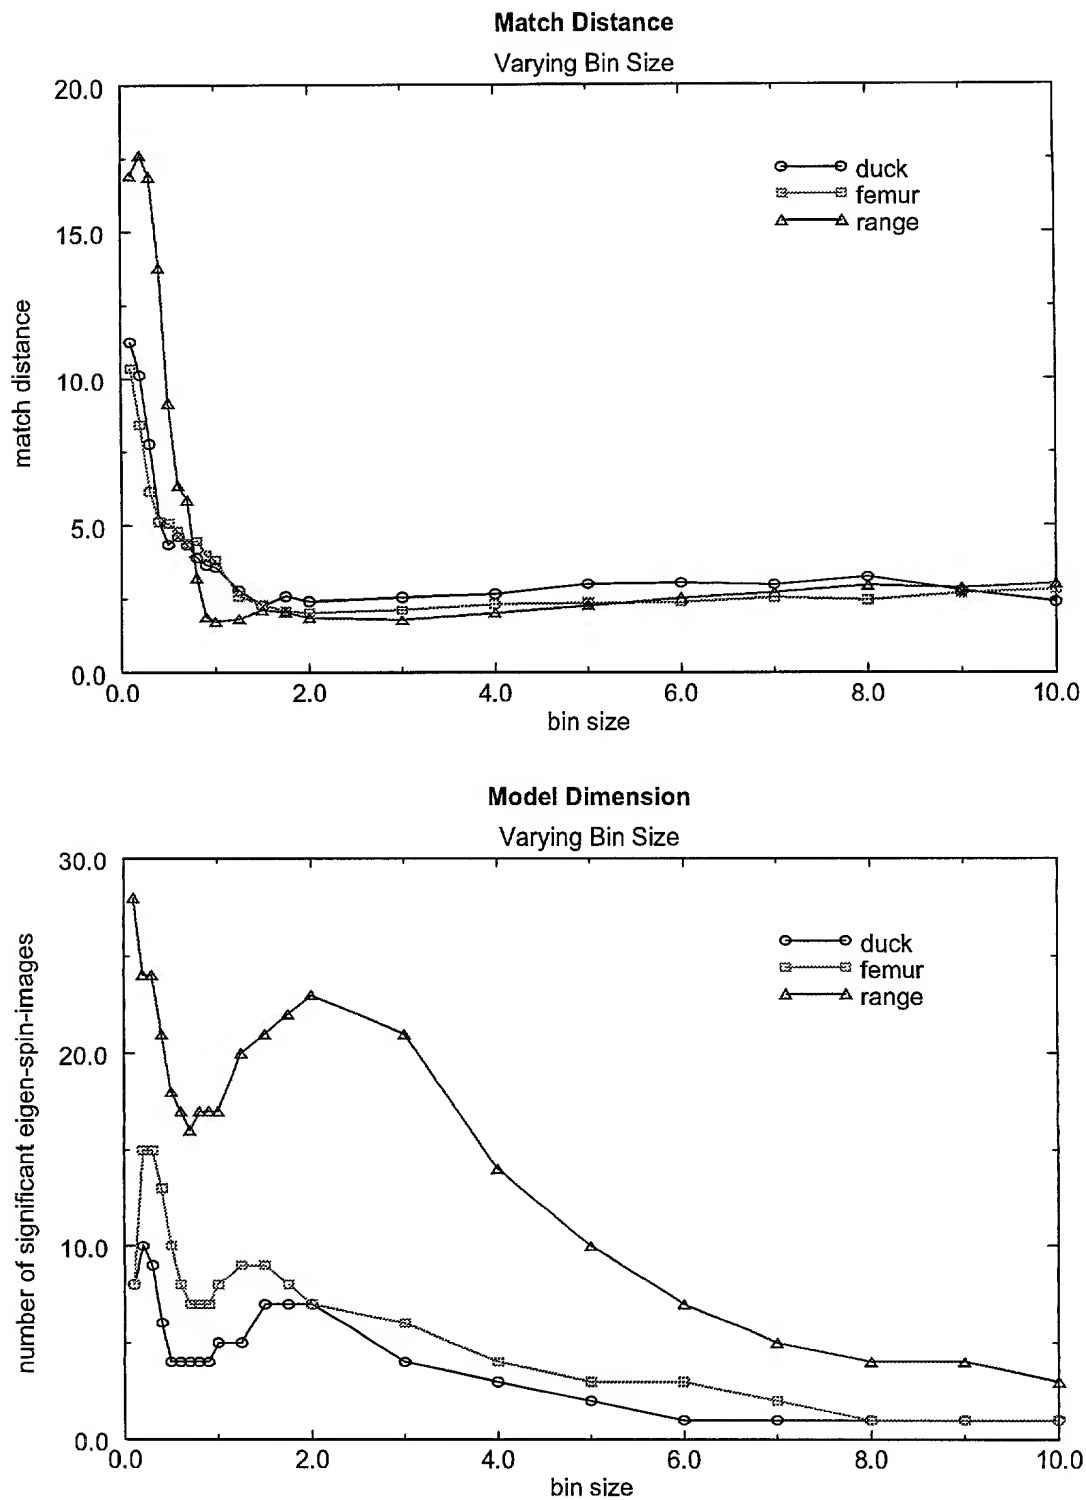 Match Distance
Varying Bin Size
20.0
15.0
10.0
5.0
0.0
match distance
duck
femur
range
0.0 2.0 4.0 6.0 8.0 10.0
bin size
Model Dimension
Varying Bin Size
30.0
20.0
10.0
0.0
number of significant eigen-spin-images
duck
femur
range
0.0 2.0 4.0 6.0 8.0 10.0
bin size